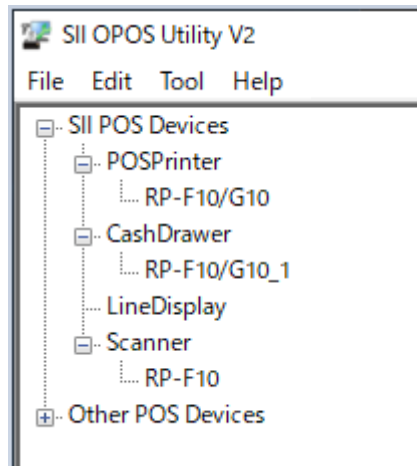 SII OPOS Utility V2
File Edit Tool Help
SII POS Devices
POSPrinter
RP-F10/G10
CashDrawer
RP-F10/G10_1
LineDisplay
Scanner
RP-F10
Other POS Devices